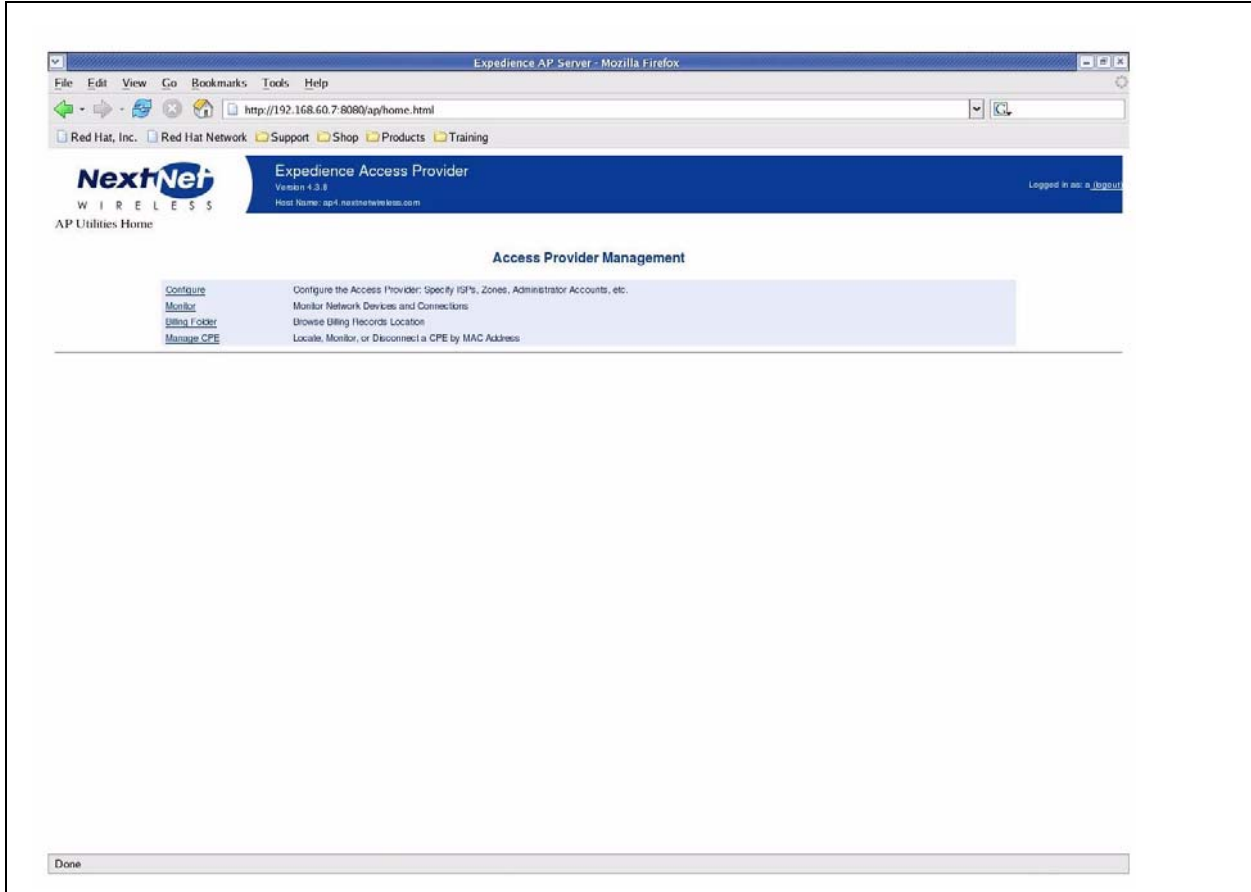 Expedience AP Server - Mozilla Firefox
File Edit View Go Bookmarks Tools Help
http://192.168.60.7:8080/ap/home.html
G
Red Hat, Inc. Red Hat Network Support Shop Products Training
NextNet
WIRELESS
Expedience Access Provider
Version 4.3.8
Host Name: ap4.nextnetwireless.com
Logged in as: a (logout)
AP Utilities Home
Access Provider Management
Configure Configure the Access Provider: Specify ISPs, Zones, Administrator Accounts, etc.
Monitor Monitor Network Devices and Connections
Billing Folder Browse Billing Records Location
Manage CPE Locate, Monitor, or Disconnect a CPE by MAC Address
Done